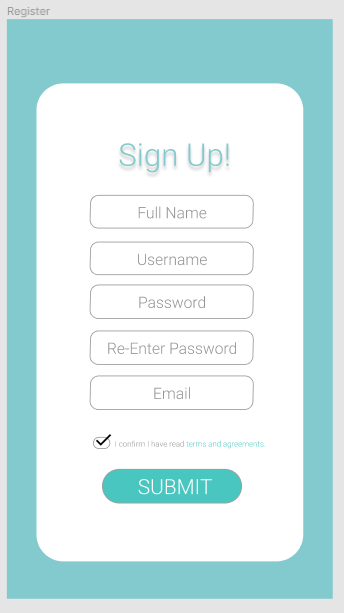 Register
Sign Up!
Full Name
Username
Password
Re-Enter Password
Email
I confirm I have read terms and agreements
SUBMIT